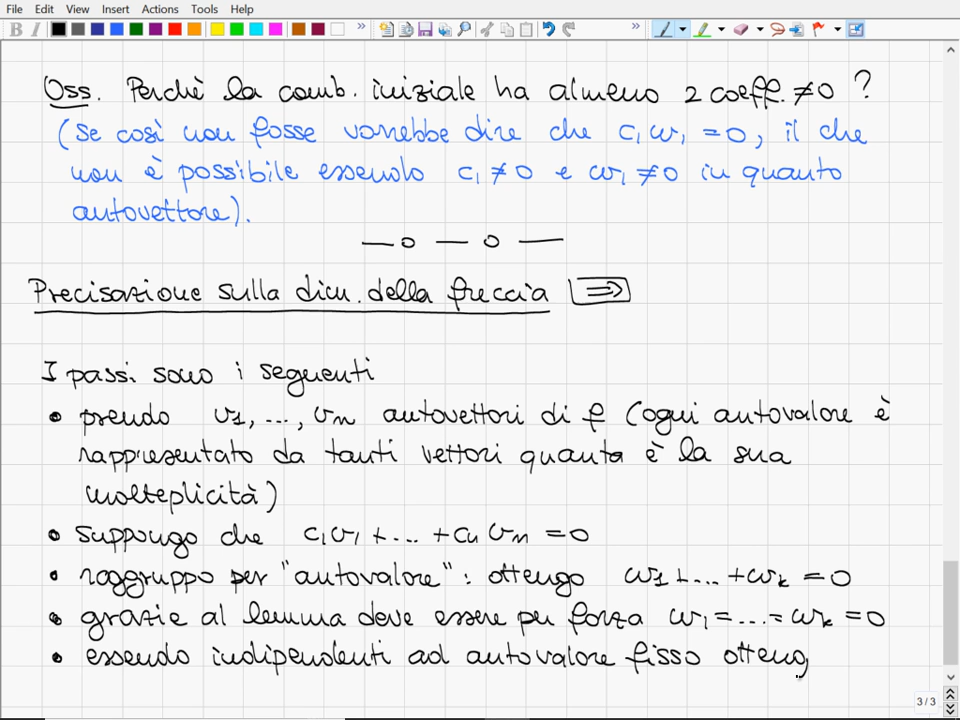 File Edit View Insert Actions Tools Help
B I
Oss. Perchè la comb. iniziale ha almeno 2 coeff. ≠0 ?
(Se così non fosse vorrebbe dire che c₁w₁ =0, il che
non è possibile essendo c₁≠0 e w₁≠0 in quanto
autovettore).
—o—o—
Precisazione sulla dim. della freccia ⟹
I passi sono i seguenti
• prendo v₁, ..., vₙ autovettori di f (ogni autovalore è
rappresentato da tanti vettori quanta è la sua
molteplicità)
• suppongo che c₁v₁+...+cₙvₙ=0
• raggruppo per "autovalore": ottengo w₁+...+wₖ=0
• grazie al lemma deve essere per forza w₁=...=wₖ=0
• essendo indipendenti ad autovalore fisso otteng
3 / 3